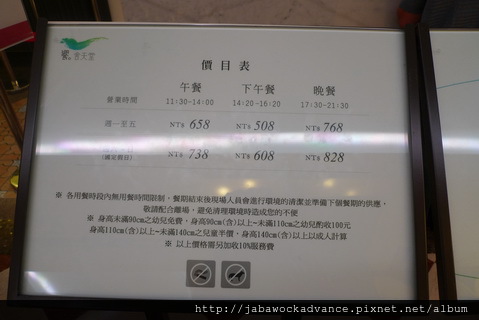 饗 食天堂
價目表
午餐 下午餐 晚餐
營業時間 11:30-14:00 14:20-16:20 17:30-21:30
週一至五 NT$ 658 NT$ 508 NT$ 768
(國定假日) NT$ 738 NT$ 608 NT$ 828
※ 各用餐時段內無用餐時間限制，餐期結束後現場人員會進行環境的清潔並準備下個餐期的供應，
敬請配合離場，避免清理環境時造成您的不便
※ 身高未滿90cm之幼兒免費，身高90cm(含)以上~未滿110cm的幼兒酌收100元
身高110cm(含)以上~未滿140cm之兒童半價，身高140cm(含)以上以成人計算
※ 以上價格需另加收10%服務費
http://jabawockadvance.pixnet.net/album